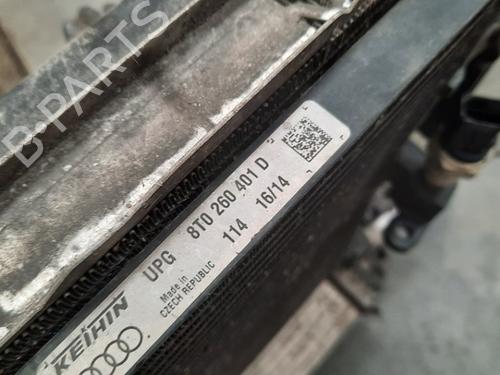 B-PARTS
KEIHIN
UPG 8T0 260 401 D
Made in
CZECH REPUBLIC
114 16/14